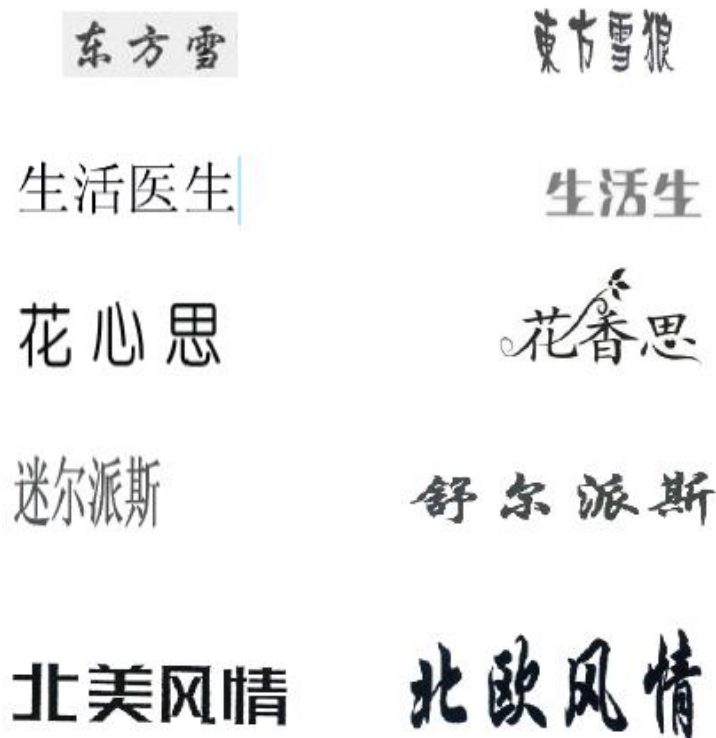 东方雪 東方雪狼
生活医生 生活生
花心思 花香思
迷尔派斯 舒尔派斯
北美风情 北欧风情